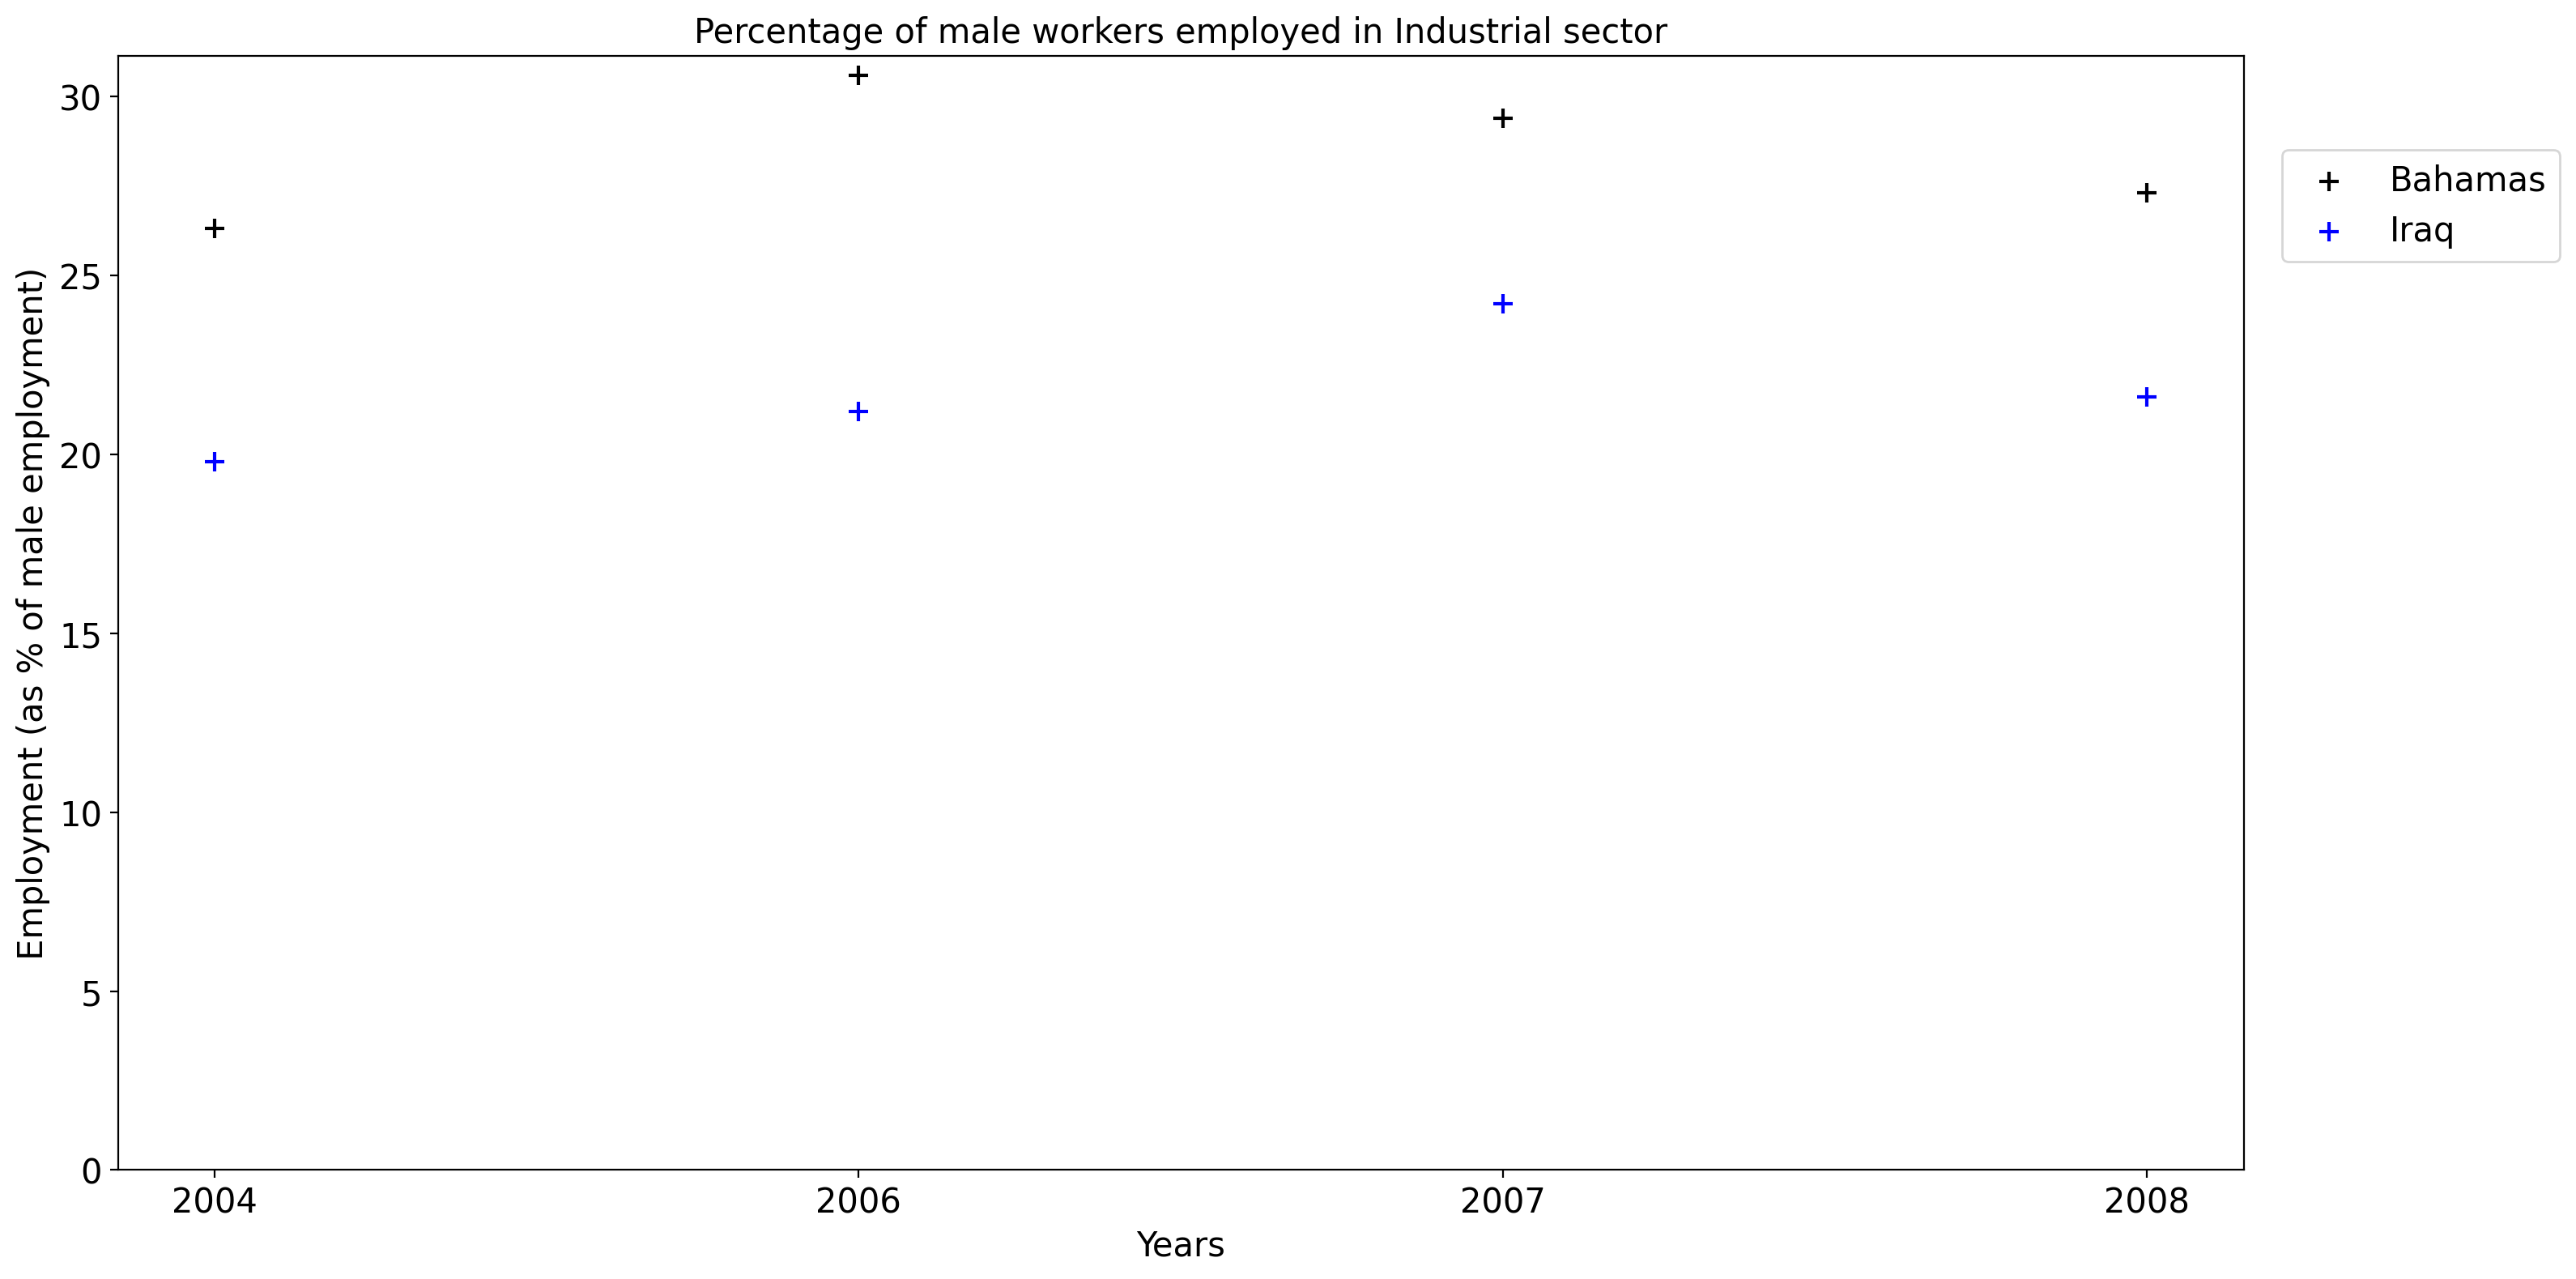 Percentage of male workers employed in Industrial sector
Employment (as % of male employment)
30
25
20
15
10
5
0
2004 2006 2007 2008
Years
Bahamas
Iraq